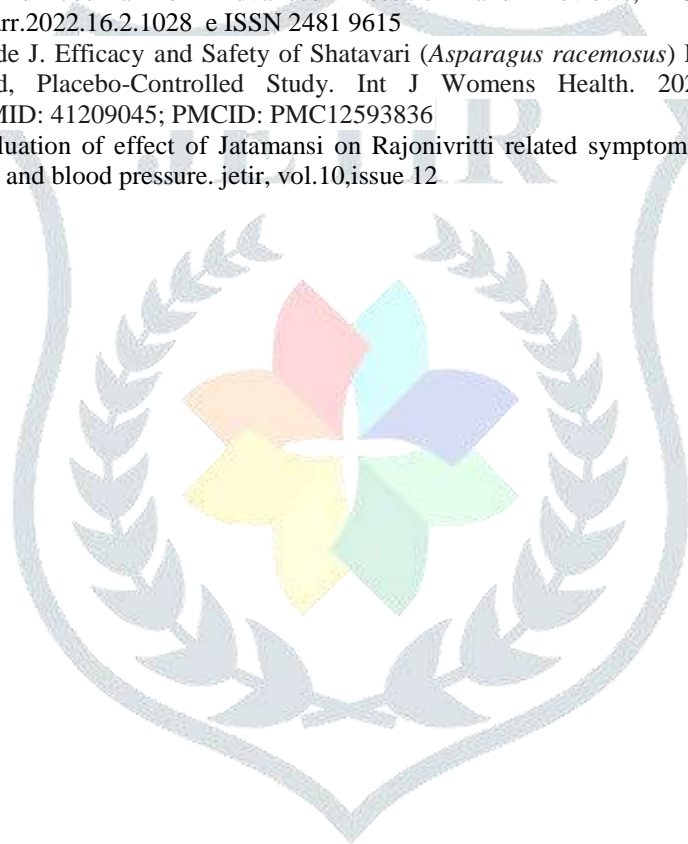 arr.2022.16.2.1028 e ISSN 2481 9615
de J. Efficacy and Safety of Shatavari (Asparagus racemosus)
d, Placebo-Controlled Study. Int J Womens Health. 202
MID: 41209045; PMCID: PMC12593836
luation of effect of Jatamansi on Rajonivritti related symptom
and blood pressure. jetir, vol.10,issue 12
JETIR